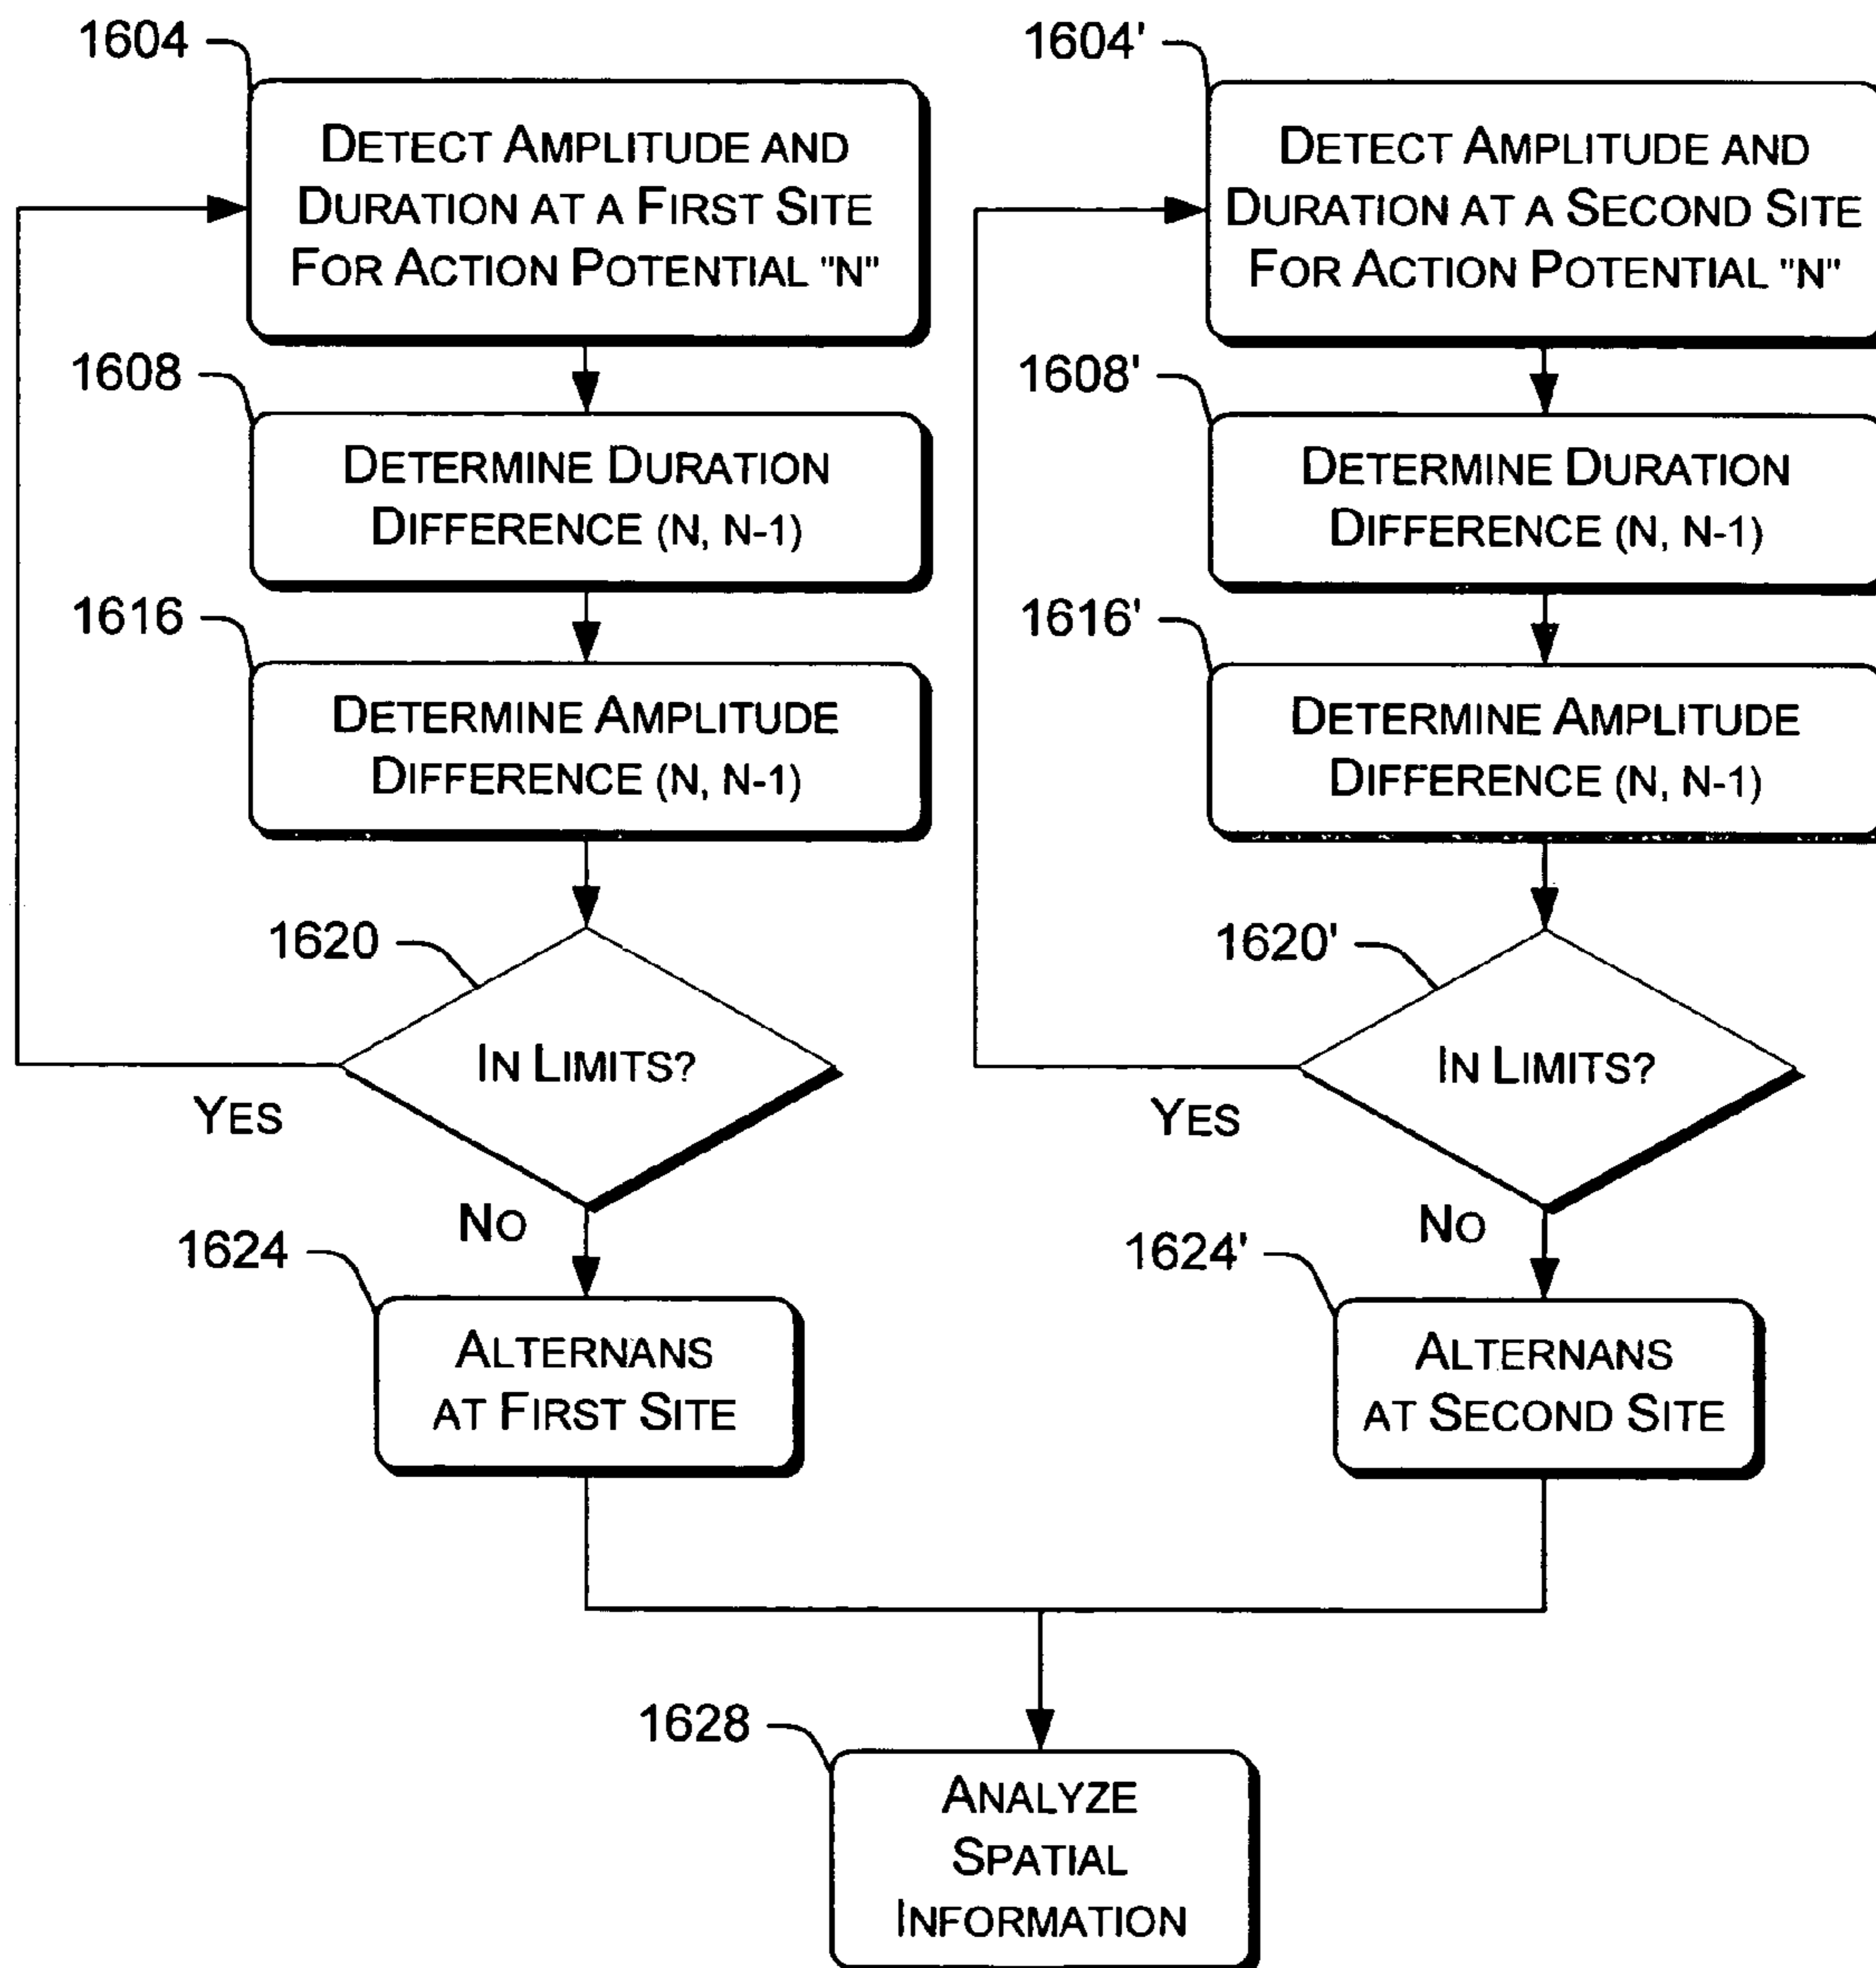 1604
DETECT AMPLITUDE AND
DURATION AT A FIRST SITE
FOR ACTION POTENTIAL "N"
1608
DETERMINE DURATION
DIFFERENCE (N, N-1)
1616
DETERMINE AMPLITUDE
DIFFERENCE (N, N-1)
1620
IN LIMITS?
YES
NO
1624
ALTERNANS
AT FIRST SITE
1604'
DETECT AMPLITUDE AND
DURATION AT A SECOND SITE
FOR ACTION POTENTIAL "N"
1608'
DETERMINE DURATION
DIFFERENCE (N, N-1)
1616'
DETERMINE AMPLITUDE
DIFFERENCE (N, N-1)
1620'
IN LIMITS?
YES
NO
1624'
ALTERNANS
AT SECOND SITE
1628
ANALYZE
SPATIAL
INFORMATION